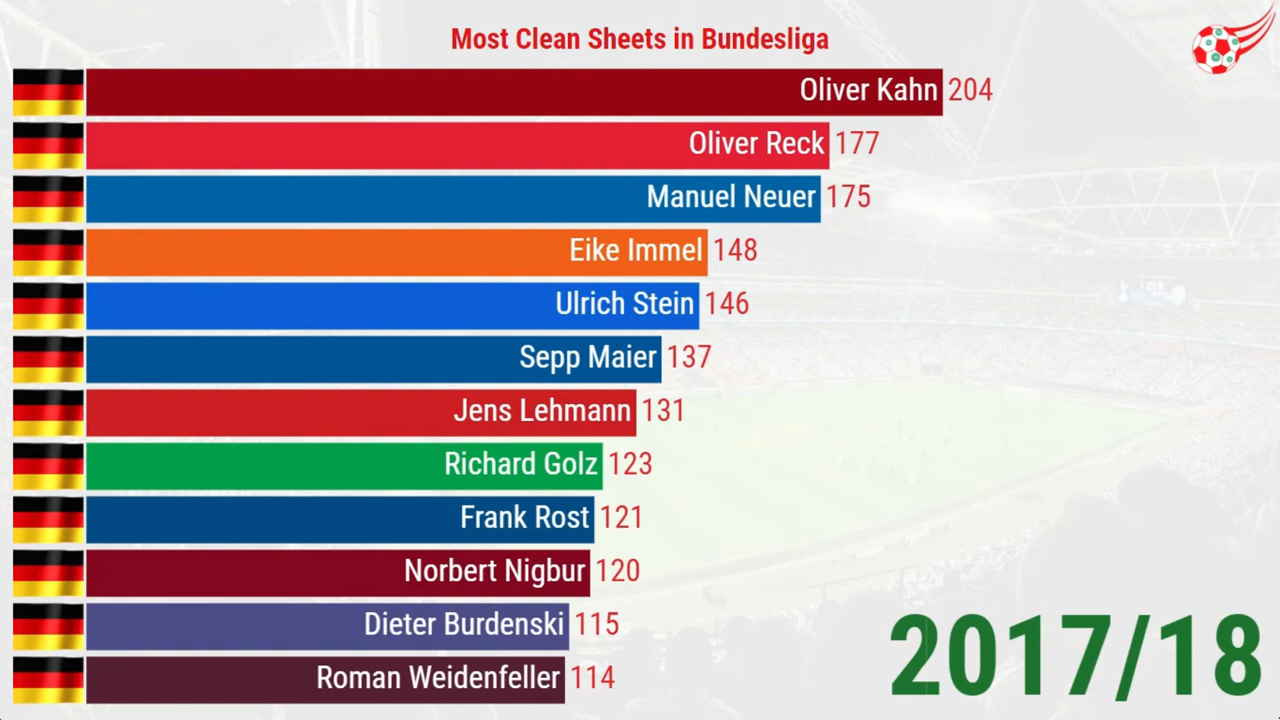 Most Clean Sheets in Bundesliga
Oliver Kahn 204
Oliver Reck 177
Manuel Neuer 175
Eike Immel 148
Ulrich Stein 146
Sepp Maier 137
Jens Lehmann 131
Richard Golz 123
Frank Rost 121
Norbert Nigbur 120
Dieter Burdenski 115
Roman Weidenfeller 114
2017/18